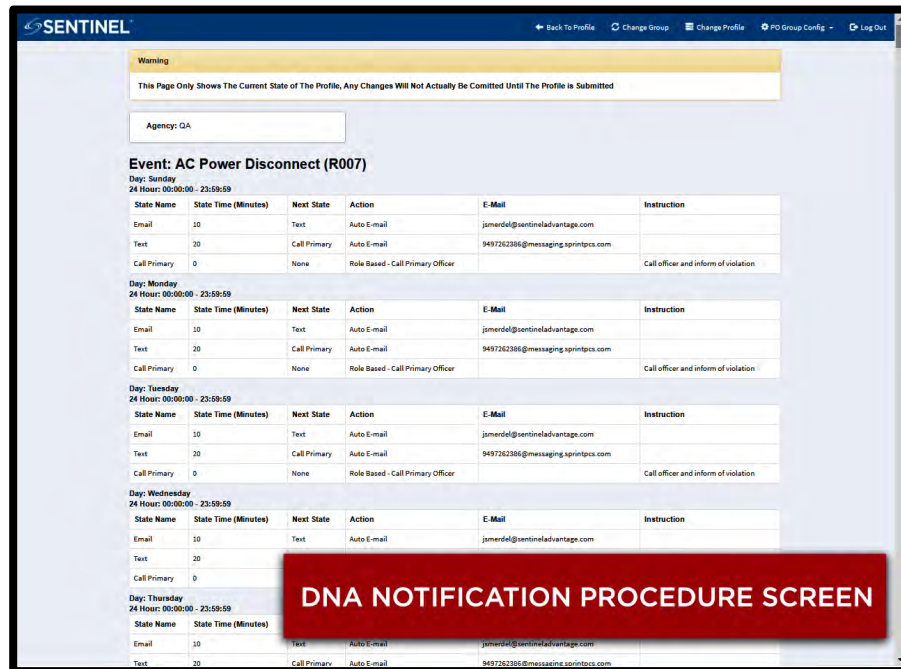 SENTINEL
Back To Profile Change Group Change Profile PO Group Config Log Out
Warning
This Page Only Shows The Current State of The Profile, Any Changes Will Not Actually Be Comitted Until The Profile is Submitted
Agency: QA
Event: AC Power Disconnect (R007)
Day: Sunday
24 Hour: 00:00:00 - 23:59:59
State Name State Time (Minutes) Next State Action E-Mail Instruction
Email 10 Text Auto E-mail jsmerdel@sentineladvantage.com
Text 20 Call Primary Auto E-mail 9497262386@messaging.sprintpcs.com
Call Primary 0 None Role Based - Call Primary Officer Call officer and inform of violation
Day: Monday
24 Hour: 00:00:00 - 23:59:59
State Name State Time (Minutes) Next State Action E-Mail Instruction
Email 10 Text Auto E-mail jsmerdel@sentineladvantage.com
Text 20 Call Primary Auto E-mail 9497262386@messaging.sprintpcs.com
Call Primary 0 None Role Based - Call Primary Officer Call officer and inform of violation
Day: Tuesday
24 Hour: 00:00:00 - 23:59:59
State Name State Time (Minutes) Next State Action E-Mail Instruction
Email 10 Text Auto E-mail jsmerdel@sentineladvantage.com
Text 20 Call Primary Auto E-mail 9497262386@messaging.sprintpcs.com
Call Primary 0 None Role Based - Call Primary Officer Call officer and inform of violation
Day: Wednesday
24 Hour: 00:00:00 - 23:59:59
State Name State Time (Minutes) Next State Action E-Mail Instruction
Email 10 Text Auto E-mail jsmerdel@sentineladvantage.com
Text 20
Call Primary 0
DNA NOTIFICATION PROCEDURE SCREEN
Day: Thursday
24 Hour: 00:00:00 - 23:59:59
State Name State Time (Minutes)
Email 10 Text Auto E-mail jsmerdel@sentineladvantage.com
Text 20 Call Primary Auto E-mail 9497262386@messaging.sprintpcs.com